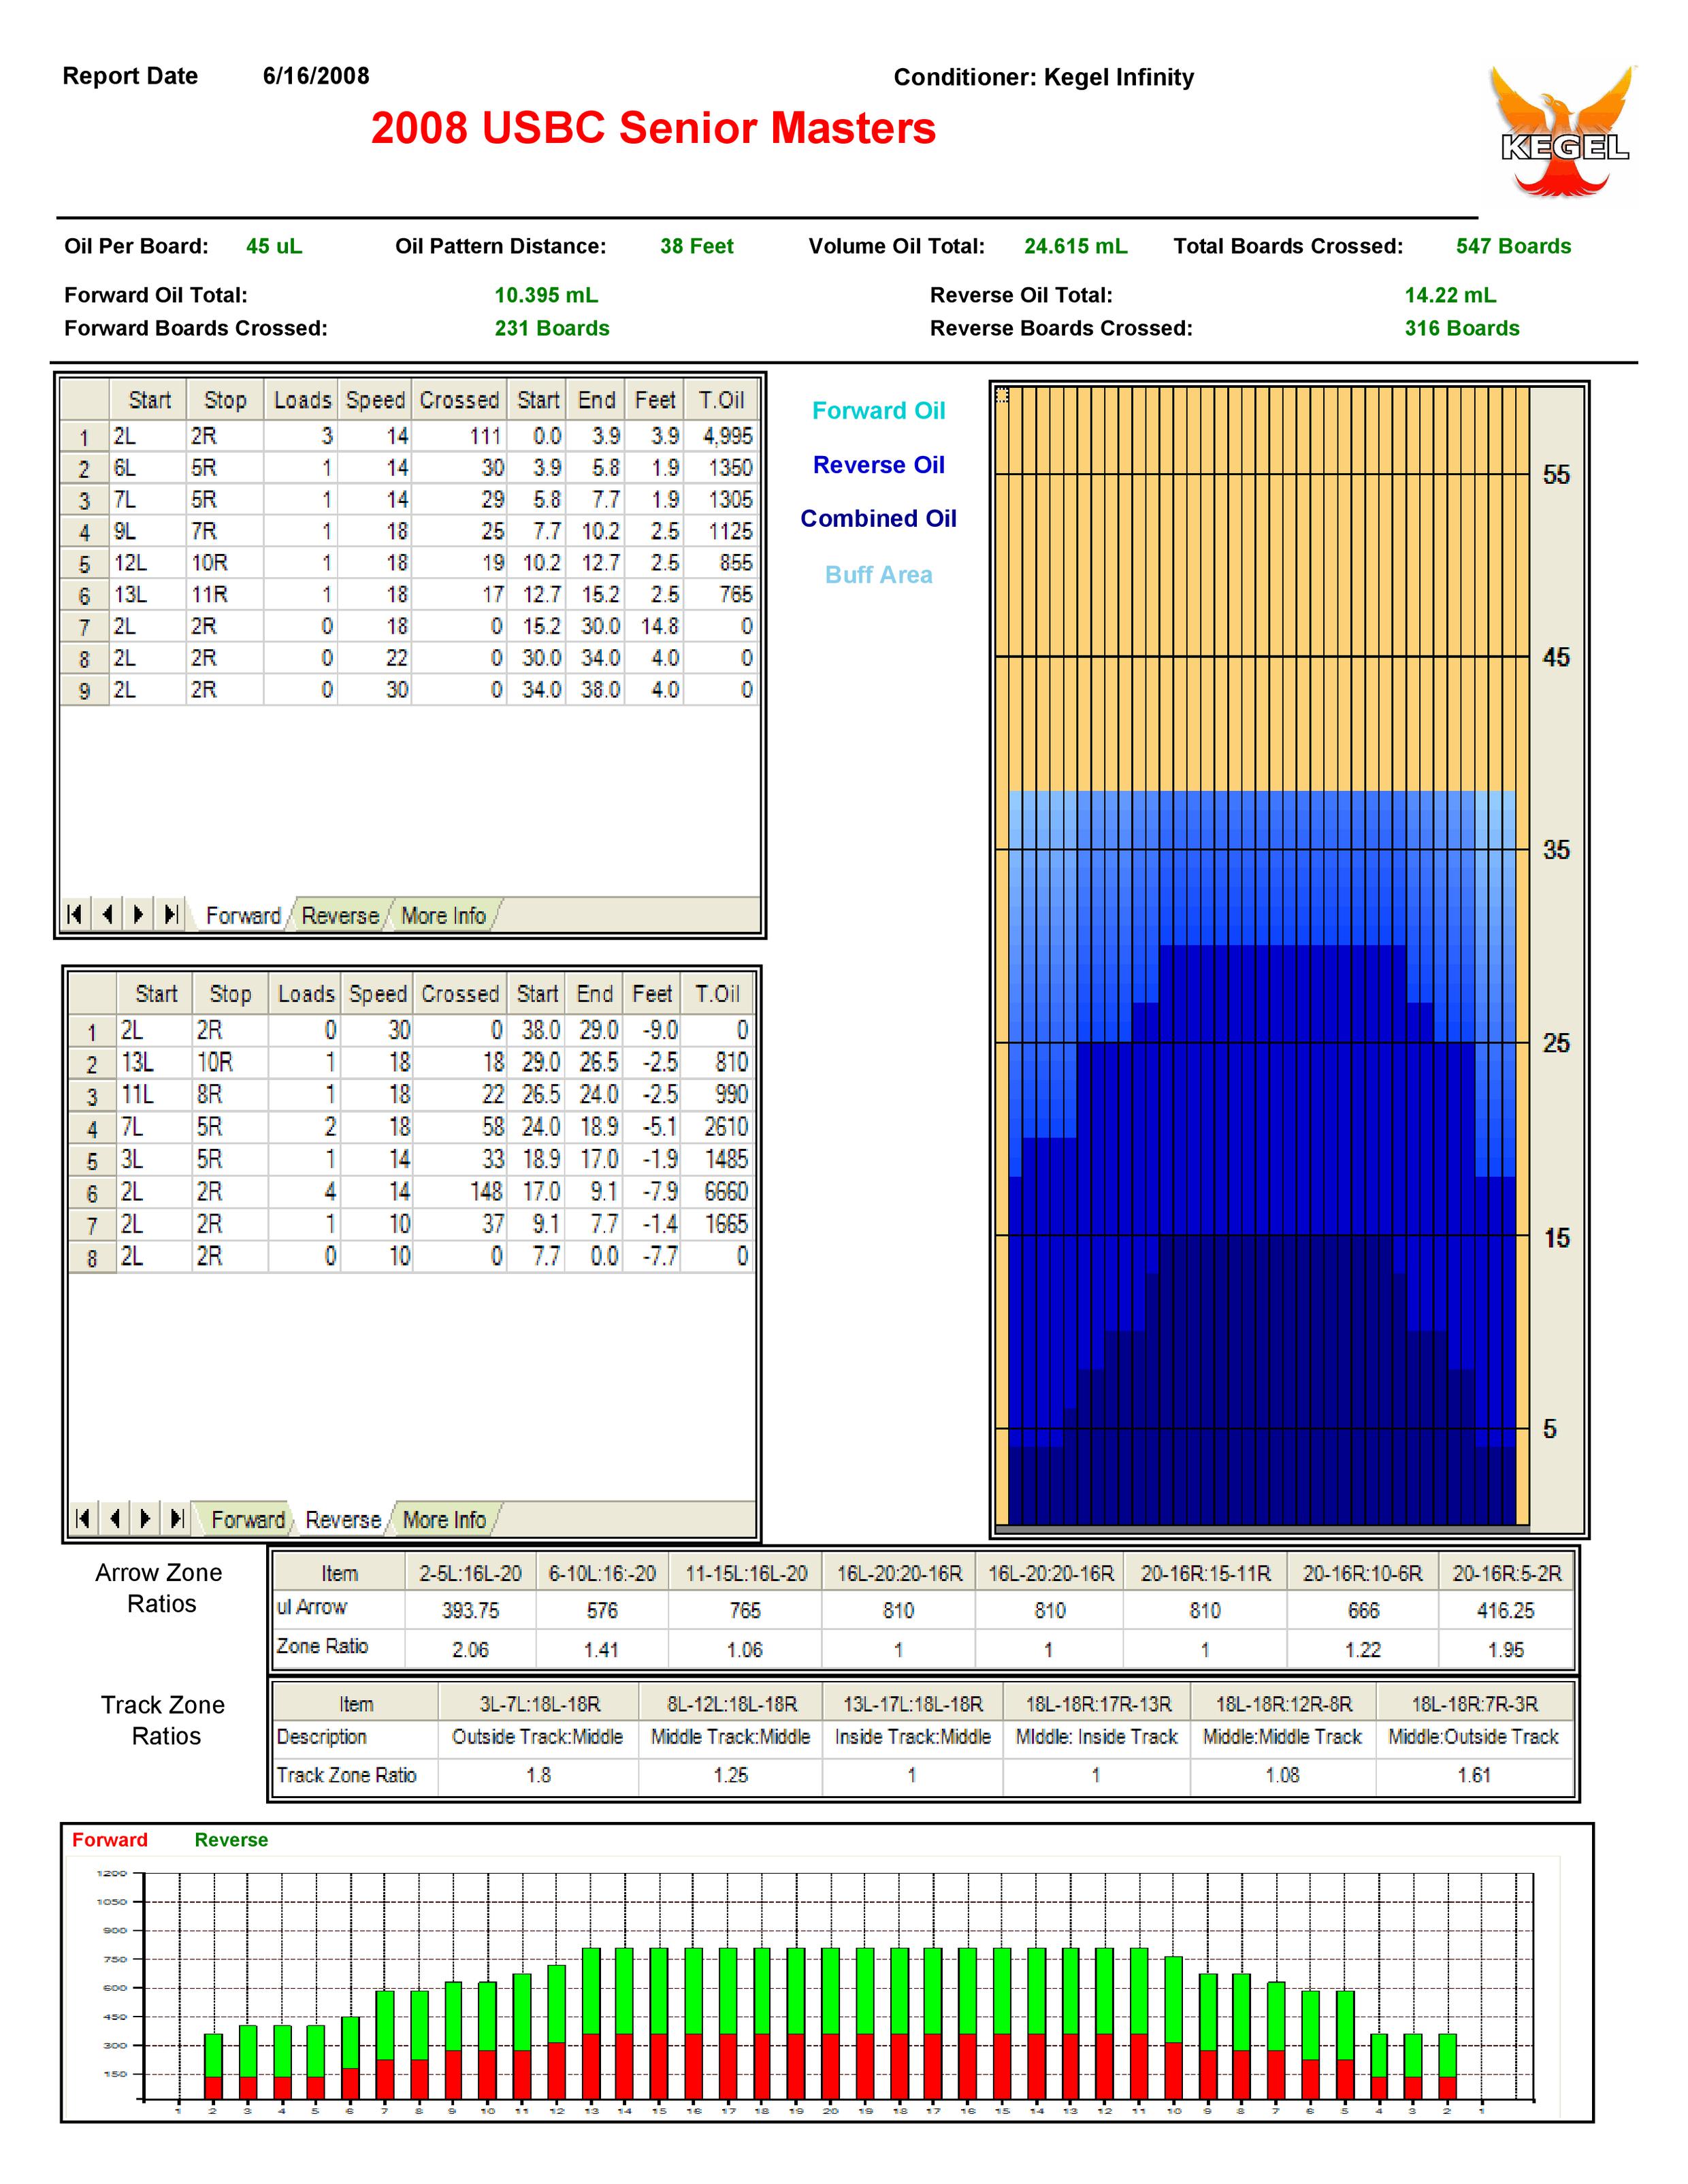 Report Date 6/16/2008 Conditioner: Kegel Infinity
2008 USBC Senior Masters
KEGEL
Oil Per Board: 45 uL Oil Pattern Distance: 38 Feet Volume Oil Total: 24.615 mL Total Boards Crossed: 547 Boards
Forward Oil Total: 10.395 mL Reverse Oil Total: 14.22 mL
Forward Boards Crossed: 231 Boards Reverse Boards Crossed: 316 Boards
Start Stop Loads Speed Crossed Start End Feet T.Oil
1 2L 2R 3 14 111 0.0 3.9 3.9 4,995
2 6L 5R 1 14 30 3.9 5.8 1.9 1350
3 7L 5R 1 14 29 5.8 7.7 1.9 1305
4 9L 7R 1 18 25 7.7 10.2 2.5 1125
5 12L 10R 1 18 19 10.2 12.7 2.5 855
6 13L 11R 1 18 17 12.7 15.2 2.5 765
7 2L 2R 0 18 0 15.2 30.0 14.8 0
8 2L 2R 0 22 0 30.0 34.0 4.0 0
9 2L 2R 0 30 0 34.0 38.0 4.0 0
Forward Reverse More Info
Start Stop Loads Speed Crossed Start End Feet T.Oil
1 2L 2R 0 30 0 38.0 29.0 -9.0 0
2 13L 10R 1 18 18 29.0 26.5 -2.5 810
3 11L 8R 1 18 22 26.5 24.0 -2.5 990
4 7L 5R 2 18 58 24.0 18.9 -5.1 2610
5 3L 5R 1 14 33 18.9 17.0 -1.9 1485
6 2L 2R 4 14 148 17.0 9.1 -7.9 6660
7 2L 2R 1 10 37 9.1 7.7 -1.4 1665
8 2L 2R 0 10 0 7.7 0.0 -7.7 0
Forward Reverse More Info
Forward Oil
Reverse Oil
Combined Oil
Buff Area
55
45
35
25
15
5
Arrow Zone
Ratios
Item 2-5L:16L-20 6-10L:16:-20 11-15L:16L-20 16L-20:20-16R 16L-20:20-16R 20-16R:15-11R 20-16R:10-6R 20-16R:5-2R
ul Arrow 393.75 576 765 810 810 810 666 416.25
Zone Ratio 2.06 1.41 1.06 1 1 1 1.22 1.95
Track Zone
Ratios
Item 3L-7L:18L-18R 8L-12L:18L-18R 13L-17L:18L-18R 18L-18R:17R-13R 18L-18R:12R-8R 18L-18R:7R-3R
Description Outside Track:Middle Middle Track:Middle Inside Track:Middle MIddle: Inside Track Middle:Middle Track Middle:Outside Track
Track Zone Ratio 1.8 1.25 1 1 1.08 1.61
Forward Reverse
1200
1050
900
750
600
450
300
150
1 2 3 4 5 6 7 8 9 10 11 12 13 14 15 16 17 18 19 20 19 18 17 16 15 14 13 12 11 10 9 8 7 6 5 4 3 2 1